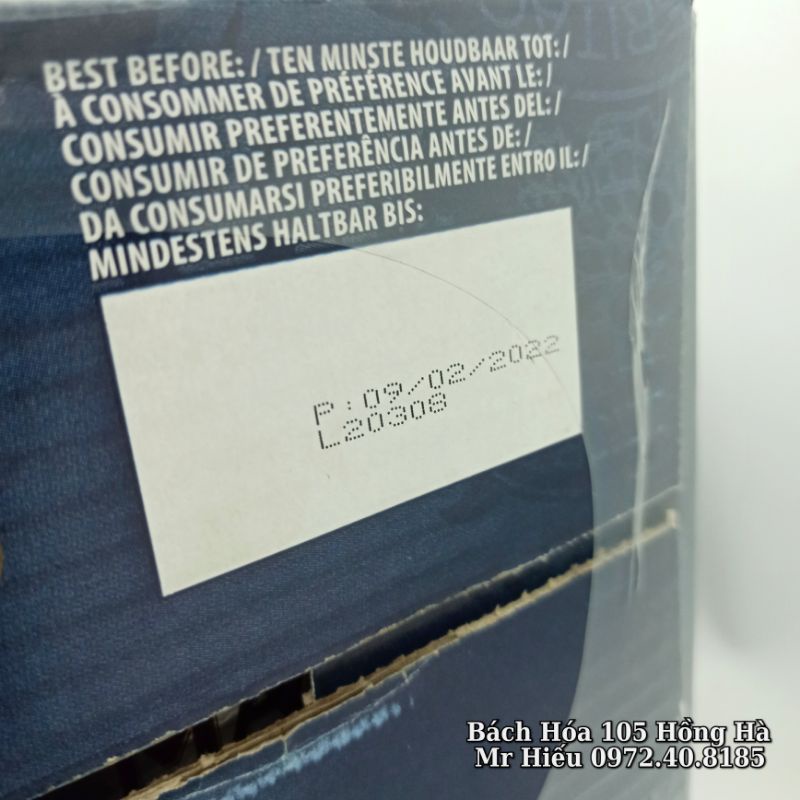 BEST BEFORE: / TEN MINSTE HOUDBAAR TOT: /
À CONSOMMER DE PRÉFÉRENCE AVANT LE: /
CONSUMIR PREFERENTEMENTE ANTES DEL: /
CONSUMIR DE PREFERÊNCIA ANTES DE: /
DA CONSUMARSI PREFERIBILMENTE ENTRO IL: /
MINDESTENS HALTBAR BIS:
P:09/02/2022
L20308
Bách Hóa 105 Hồng Hà
Mr Hiếu 0972.40.8185